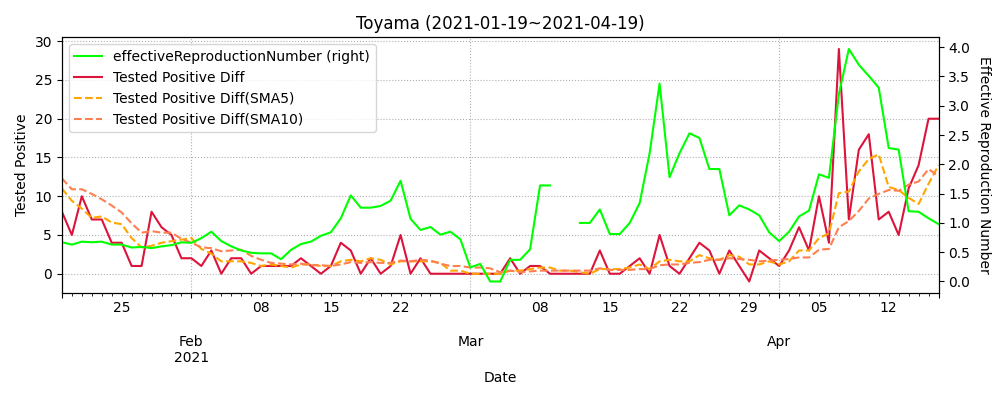 Toyama (2021-01-19~2021-04-19)
effectiveReproductionNumber (right)
Tested Positive Diff
Tested Positive Diff(SMA5)
Tested Positive Diff(SMA10)
Tested Positive
30
25
20
15
10
5
0
Effective Reproduction Number
4.0
3.5
3.0
2.5
2.0
1.5
1.0
0.5
0.0
25 08 15 22 08 15 22 29 05 12
Feb Mar Apr
2021
Date